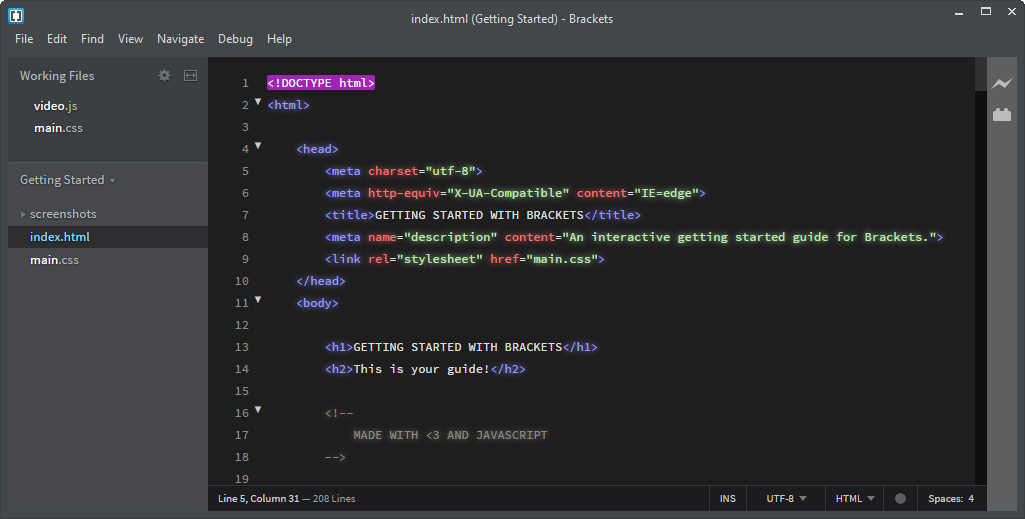 index.html (Getting Started) - Brackets
File Edit Find View Navigate Debug Help
Working Files
video.js
main.css
Getting Started
screenshots
index.html
main.css
1 <!DOCTYPE html>
2 <html>
3
4 <head>
5 <meta charset="utf-8">
6 <meta http-equiv="X-UA-Compatible" content="IE=edge">
7 <title>GETTING STARTED WITH BRACKETS</title>
8 <meta name="description" content="An interactive getting started guide for Brackets.">
9 <link rel="stylesheet" href="main.css">
10 </head>
11 <body>
12
13 <h1>GETTING STARTED WITH BRACKETS</h1>
14 <h2>This is your guide!</h2>
15
16 <!--
17 MADE WITH <3 AND JAVASCRIPT
18 -->
19
Line 5, Column 31 — 208 Lines INS UTF-8 HTML Spaces: 4